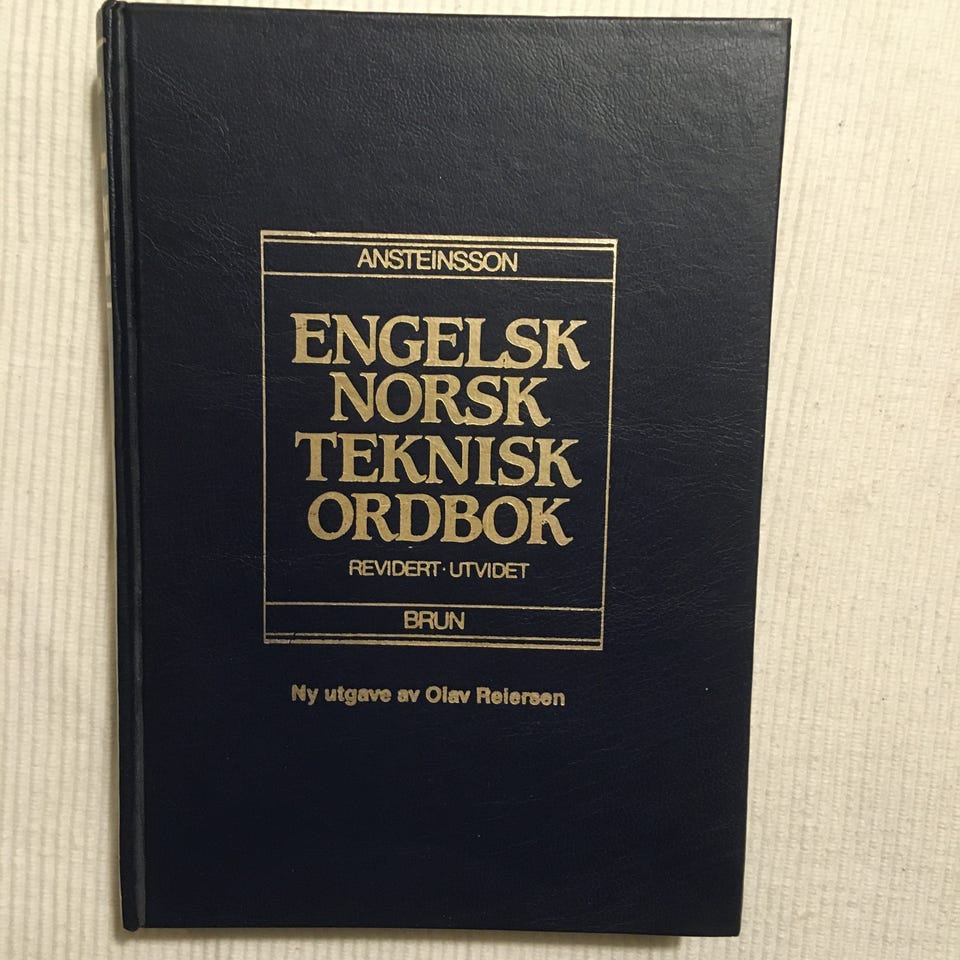 ANSTEINSSON
ENGELSK
NORSK
TEKNISK
ORDBOK
REVIDERT · UTVIDET
BRUN
Ny utgave av Olav Reiersen